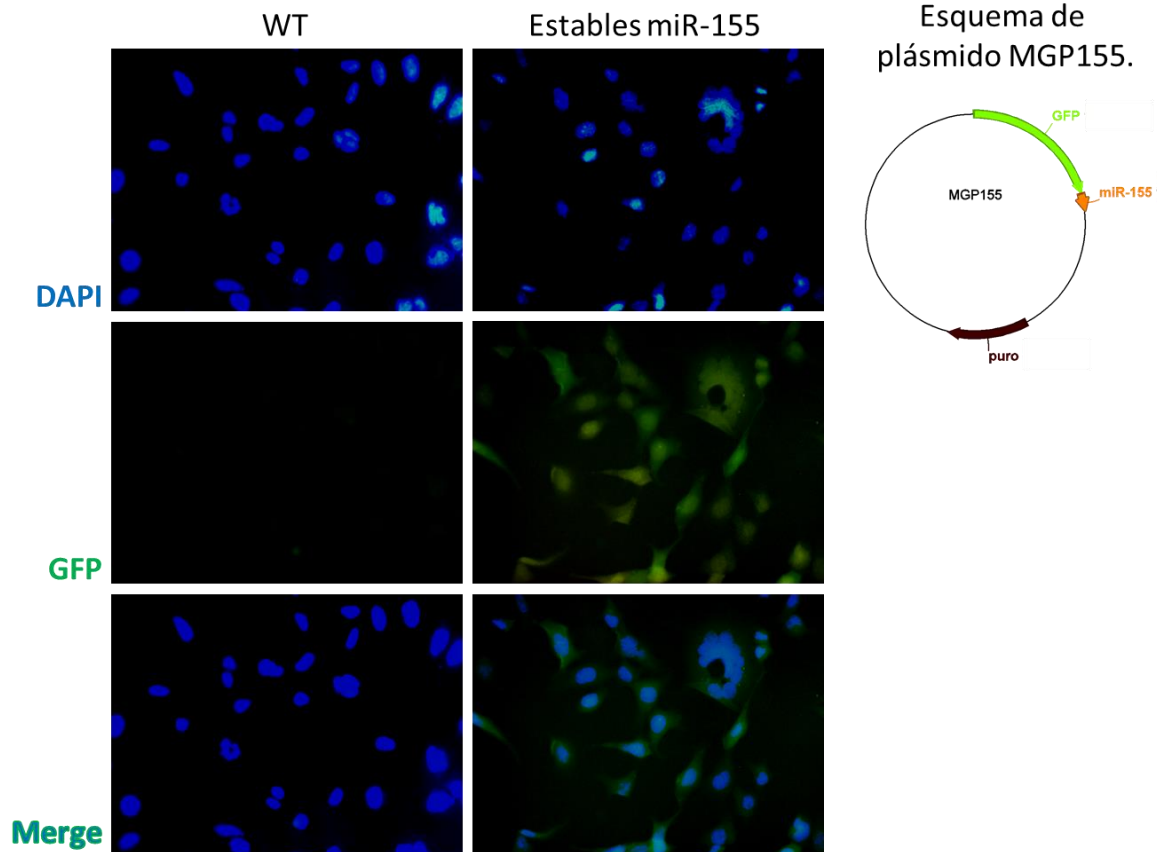 WT
Estables miR-155
Esquema de
plásmido MGP155.
DAPI
GFP
Merge
GFP
MGP155
miR-155
puro